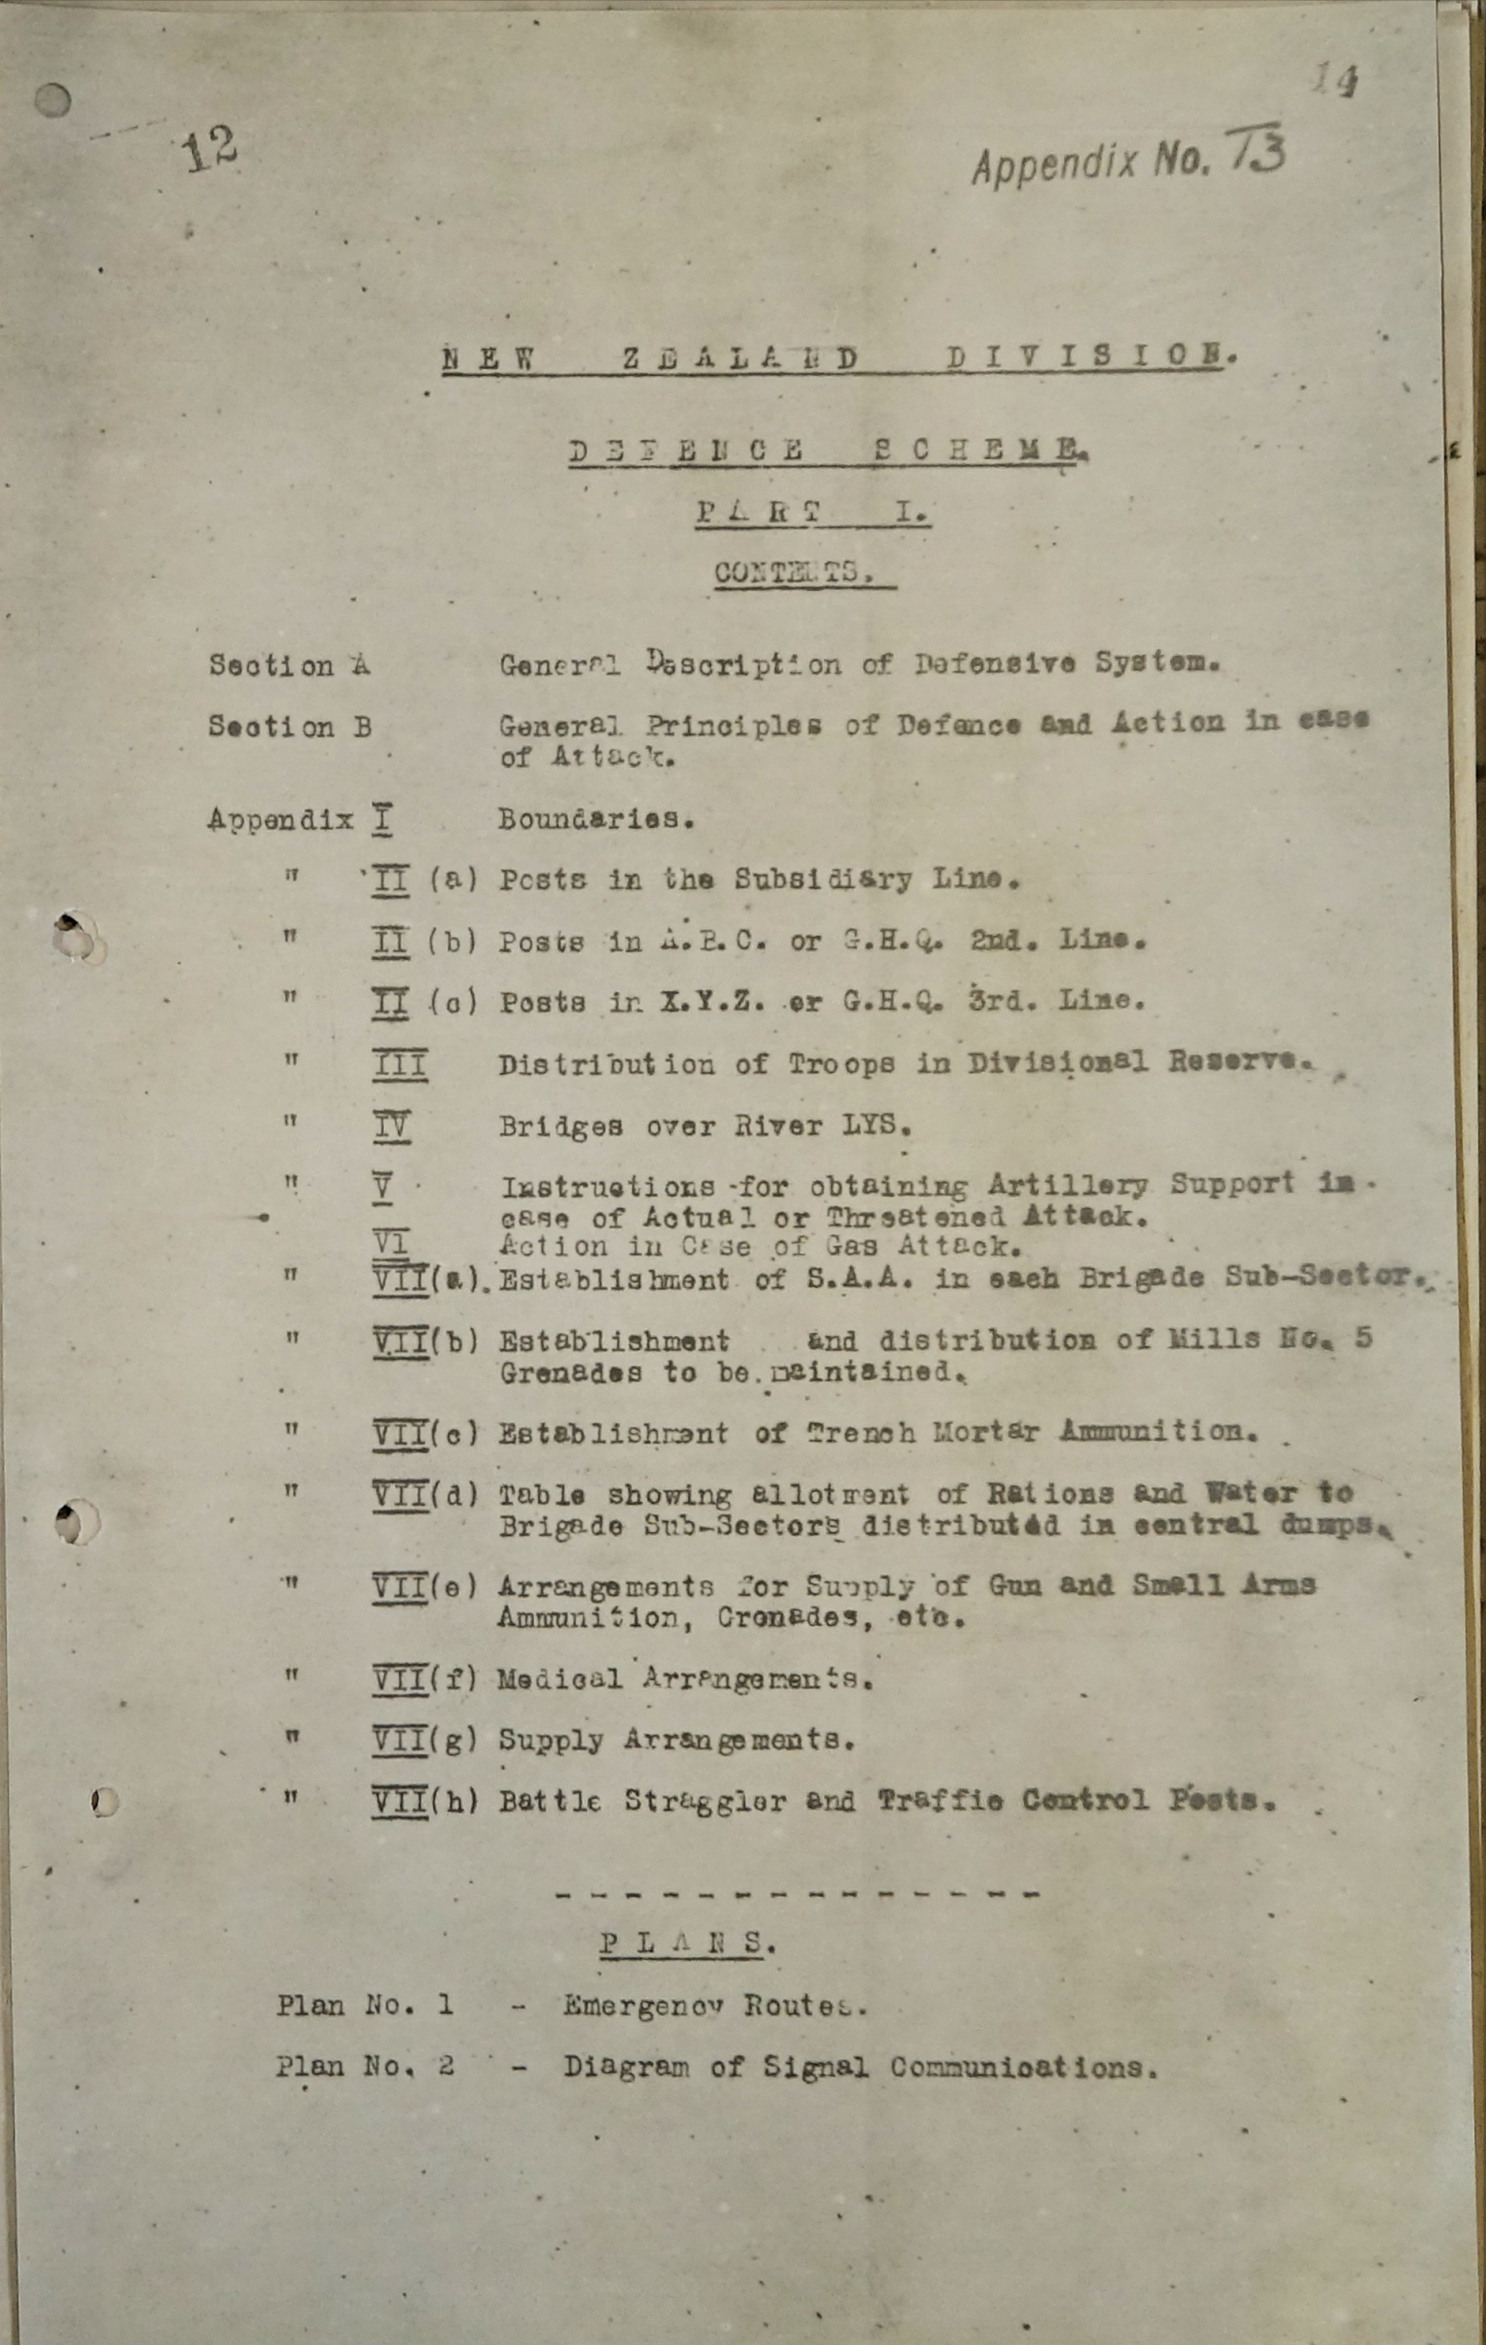 14
12
Appendix No. 13
NEW ZEALAND DIVISION.
DEFENCE SCHEME.
PART I.
CONTENTS.
Section A General Description of Defensive System.
Section B General Principles of Defence and Action in case
of Attack.
Appendix I Boundaries.
" II (a) Posts in the Subsidiary Line.
" II (b) Posts in A.B.C. or G.H.Q. 2nd. Line.
" II (c) Posts in X.Y.Z. or G.H.Q. 3rd. Line.
" III Distribution of Troops in Divisional Reserve.
" IV Bridges over River LYS.
" V Instructions for obtaining Artillery Support in
case of Actual or Threatened Attack.
VI Action in Case of Gas Attack.
" VII(a). Establishment of S.A.A. in each Brigade Sub-Sector.
" VII(b) Establishment and distribution of Mills No. 5
Grenades to be maintained.
" VII(c) Establishment of Trench Mortar Ammunition.
" VII(d) Table showing allotment of Rations and Water to
Brigade Sub-Sectors distributed in central dumps.
" VII(e) Arrangements for Supply of Gun and Small Arms
Ammunition, Grenades, etc.
" VII(f) Medical Arrangements.
" VII(g) Supply Arrangements.
" VII(h) Battle Straggler and Traffic Control Posts.
- - - - - - - - - - - - - -
PLANS.
Plan No. 1 - Emergency Routes.
Plan No. 2 - Diagram of Signal Communications.